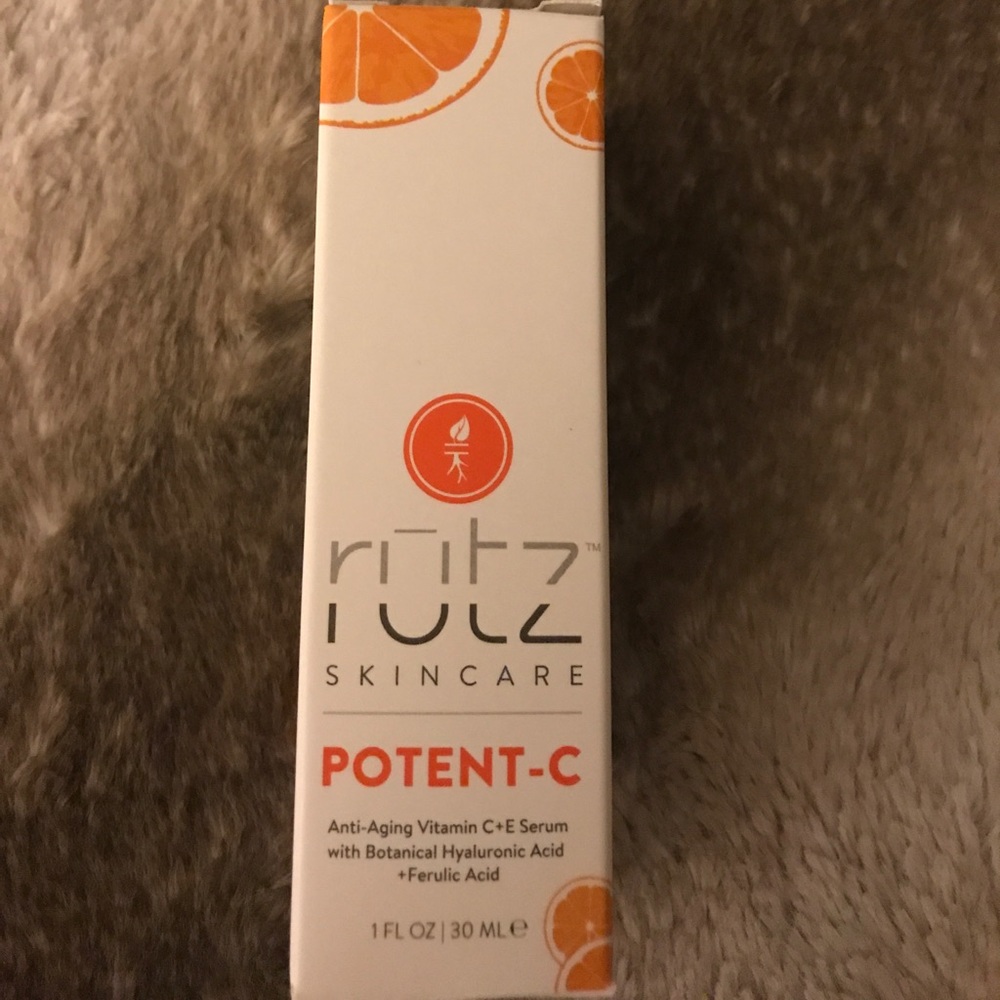 rūtz™
SKINCARE
POTENT-C
Anti-Aging Vitamin C+E Serum
with Botanical Hyaluronic Acid
+Ferulic Acid
1 FL OZ | 30 ML ℮